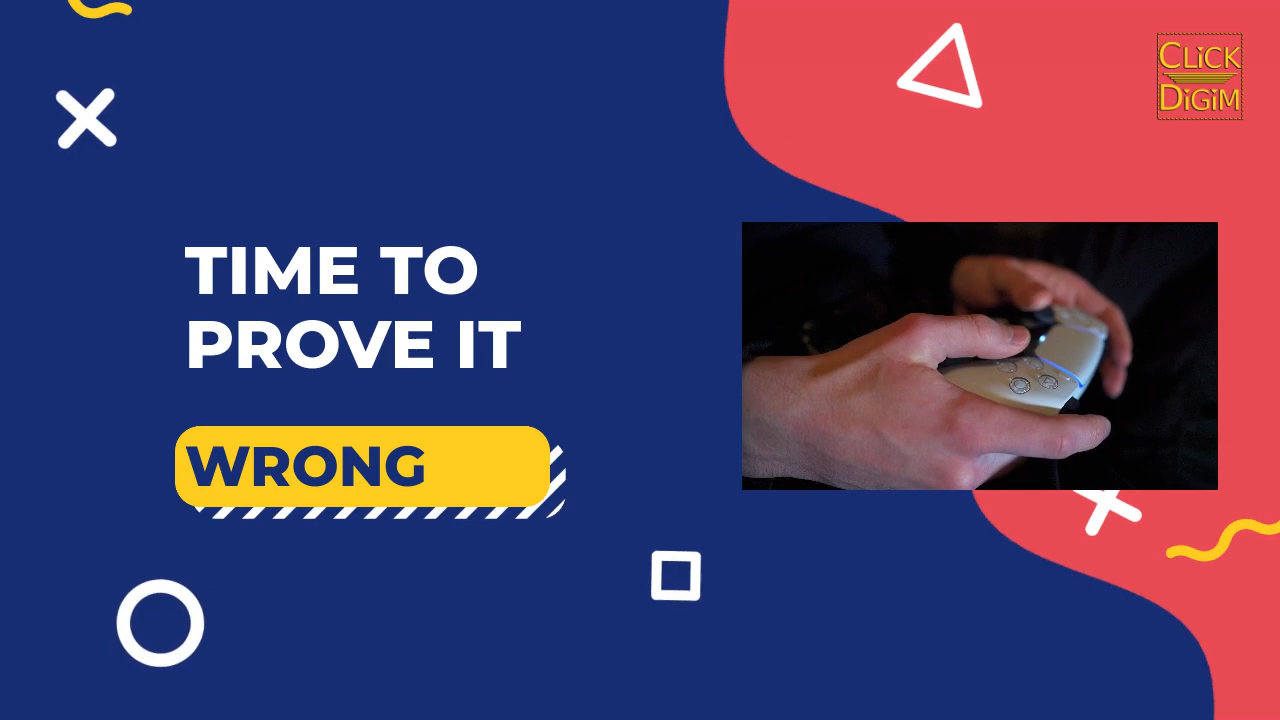 CLiCK
DiGiM
TIME TO
PROVE IT
WRONG